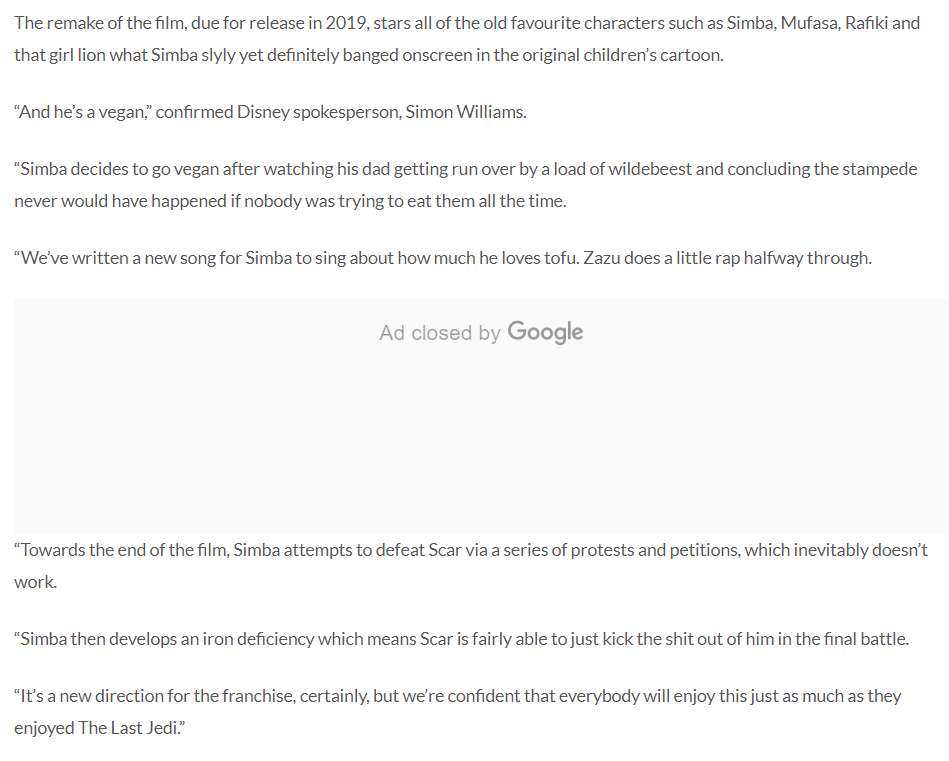 The remake of the film, due for release in 2019, stars all of the old favourite characters such as Simba, Mufasa, Rafiki and
that girl lion what Simba slyly yet definitely banged onscreen in the original children’s cartoon.
“And he’s a vegan,” confirmed Disney spokesperson, Simon Williams.
“Simba decides to go vegan after watching his dad getting run over by a load of wildebeest and concluding the stampede
never would have happened if nobody was trying to eat them all the time.
“We’ve written a new song for Simba to sing about how much he loves tofu. Zazu does a little rap halfway through.
Ad closed by Google
“Towards the end of the film, Simba attempts to defeat Scar via a series of protests and petitions, which inevitably doesn’t
work.
“Simba then develops an iron deficiency which means Scar is fairly able to just kick the shit out of him in the final battle.
“It’s a new direction for the franchise, certainly, but we’re confident that everybody will enjoy this just as much as they
enjoyed The Last Jedi.”